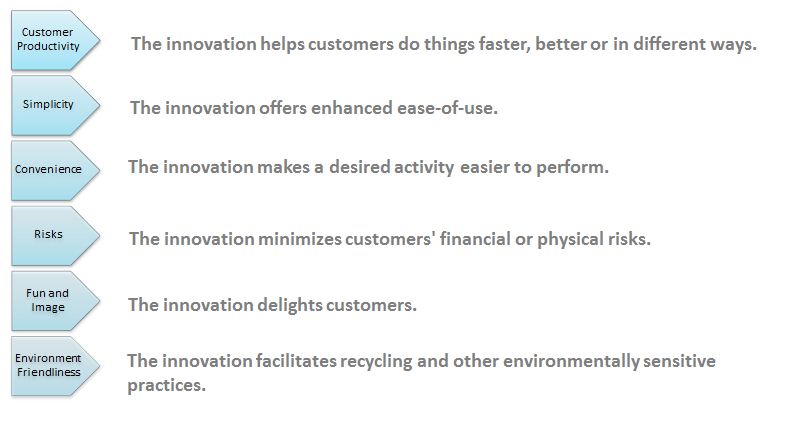 Customer
Productivity
The innovation helps customers do things faster, better or in different ways.
Simplicity
The innovation offers enhanced ease-of-use.
Convenience
The innovation makes a desired activity easier to perform.
Risks
The innovation minimizes customers' financial or physical risks.
Fun and
Image
The innovation delights customers.
Environment
Friendliness
The innovation facilitates recycling and other environmentally sensitive
practices.